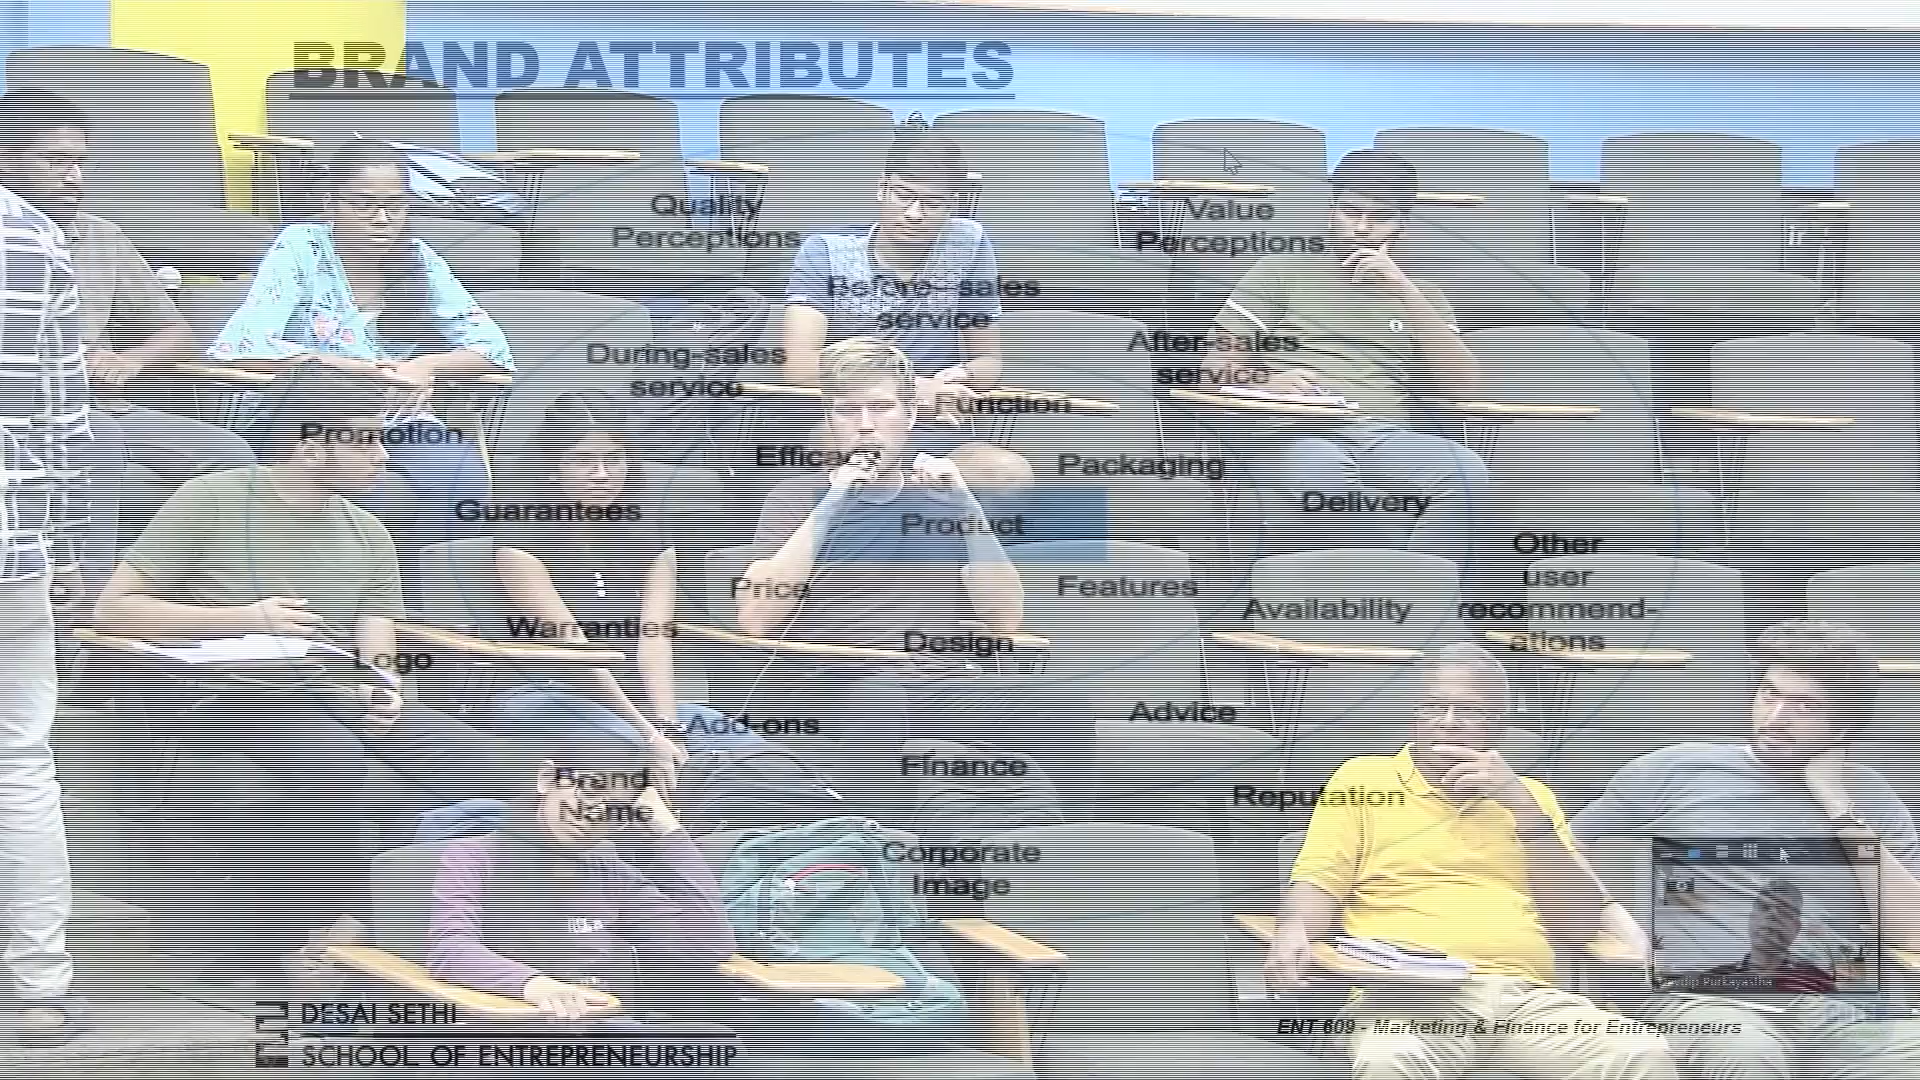 BRAND ATTRIBUTES
Quality
Perceptions
Value
Perceptions
Before-sales
service
During-sales
service
After-sales
service
Function
Promotion
Efficacy
Packaging
Guarantees
Delivery
Product
Other
user
recommend-
ations
Price
Features
Availability
Warranties
Design
Logo
Add-ons
Advice
Finance
Brand
Name
Reputation
Corporate
Image
Purkayastha
DESAI SETHI
SCHOOL OF ENTREPRENEURSHIP
ENT 609 - Marketing & Finance for Entrepreneurs